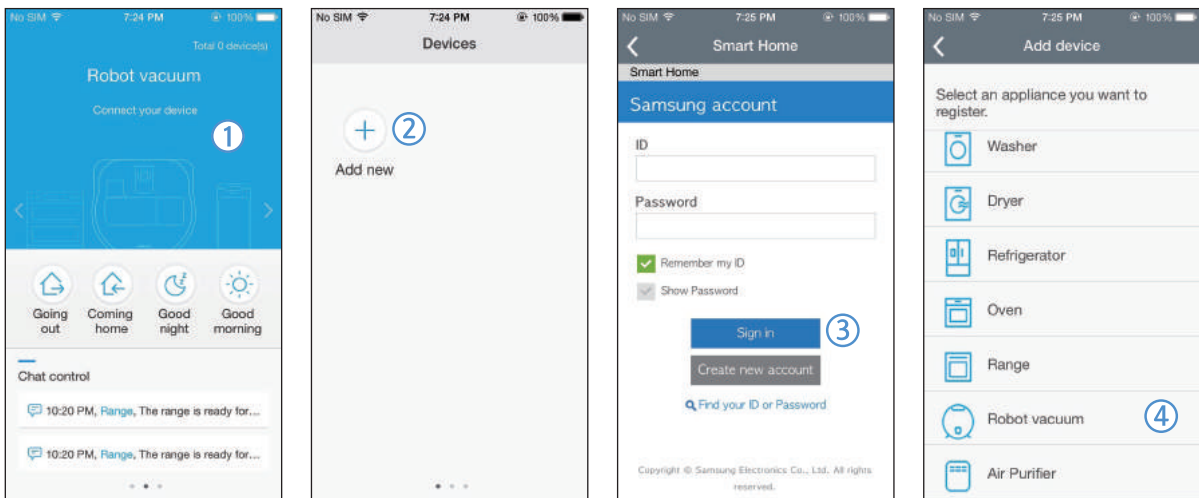 No SIM 7:24 PM 100%
Total 0 device(s)
Robot vacuum
Connect your device
1
Going out
Coming home
Good night
Good morning
Chat control
10:20 PM, Range, The range is ready for...
10:20 PM, Range, The range is ready for...
No SIM 7:24 PM 100%
Devices
2
Add new
No SIM 7:25 PM 100%
Smart Home
Smart Home
Samsung account
ID
Password
Remember my ID
Show Password
Sign in
3
Create new account
Find your ID or Password
Copyright © Samsung Electronics Co., Ltd. All rights
reserved.
No SIM 7:25 PM 100%
Add device
Select an appliance you want to
register.
Washer
Dryer
Refrigerator
Oven
Range
Robot vacuum
4
Air Purifier